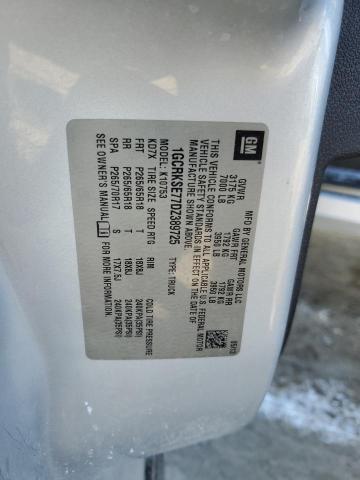 GM
MFD BY GENERAL MOTORS LLC
05/13
GVWR GAWR FRT GAWR RR
3175 KG 1792 KG 1792 KG
7000 LB 3950 LB 3950 LB
THIS VEHICLE CONFORMS TO ALL APPLICABLE U.S. FEDERAL MOTOR
VEHICLE SAFETY STANDARDS IN EFFECT ON THE DATE OF
MANUFACTURE SHOWN ABOVE.
1GCRKSE77DZ389725 TYPE: TRUCK
MODEL: K10753
KD7X TIRE SIZE SPEED RTG RIM COLD TIRE PRESSURE
FRT P265/65R18 S 18X8J 240KPA(35PSI)
RR P265/65R18 S 18X8J 240KPA(35PSI)
SPA P265/70R17 T 17X7.5J 240KPA(35PSI)
SEE OWNER'S MANUAL FOR MORE INFORMATION.